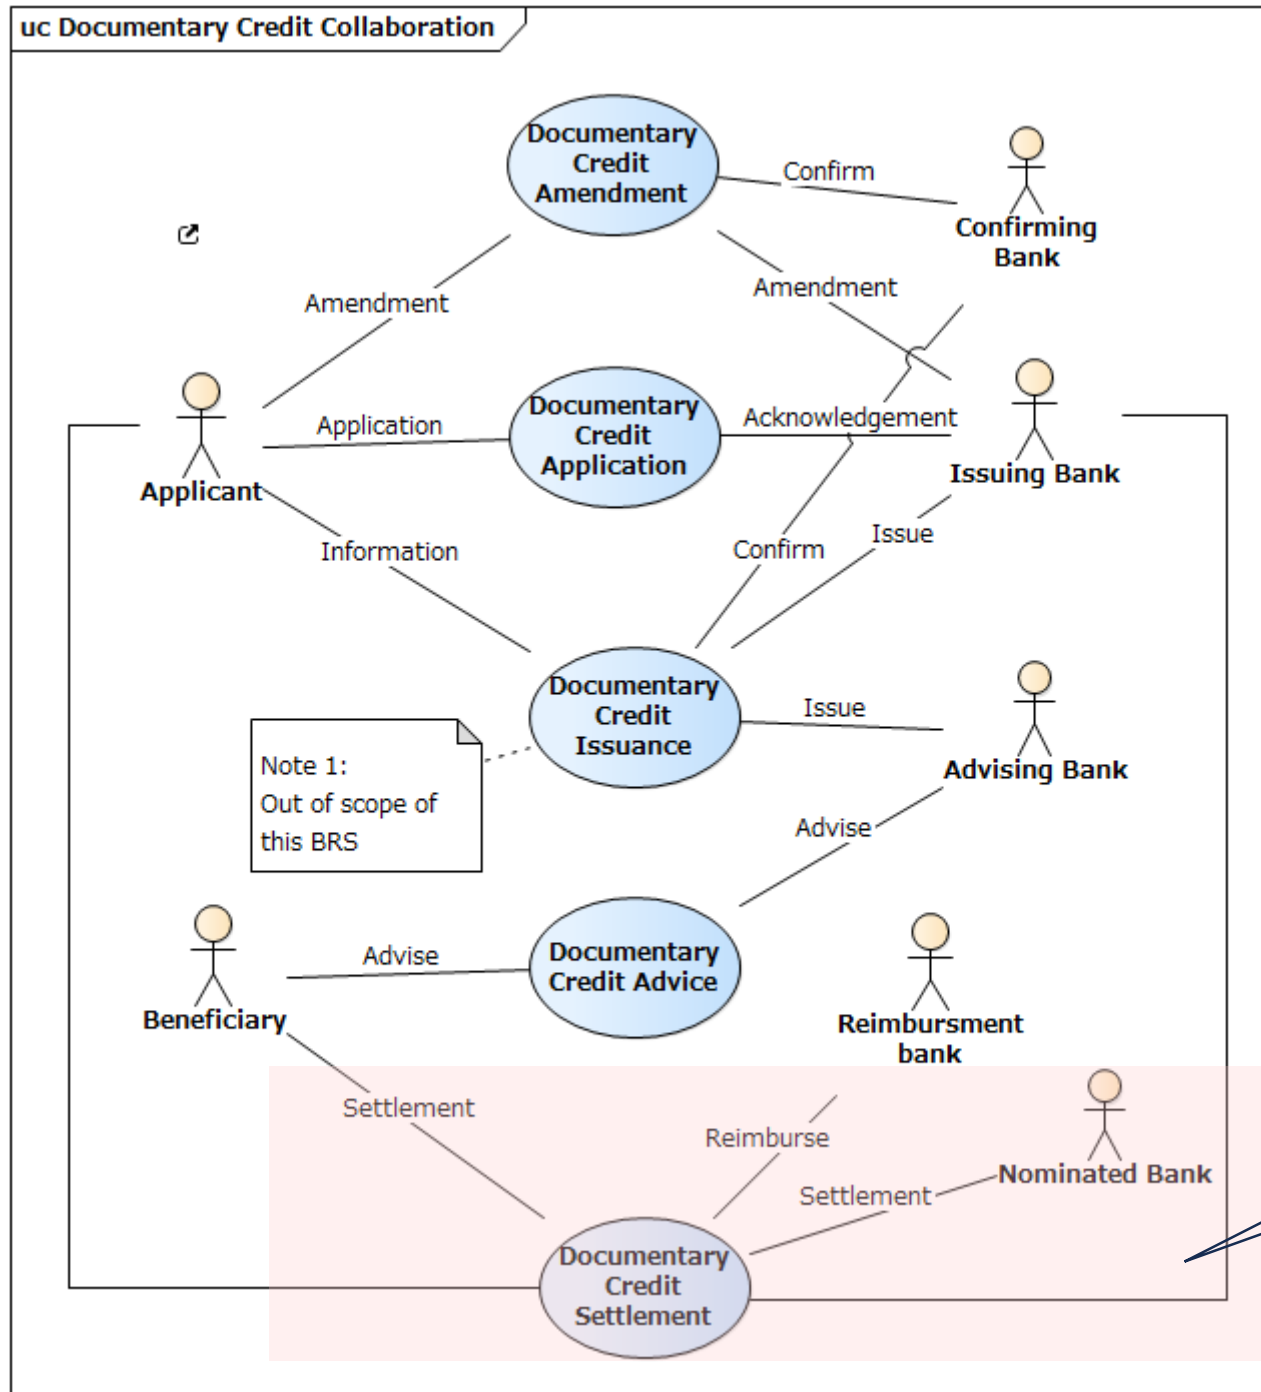 uc Documentary Credit Collaboration
Documentary
Credit
Amendment
Confirm
Confirming
Bank
Amendment
Amendment
Applicant
Application
Documentary
Credit
Application
Acknowledgement
Issuing Bank
Information
Confirm
Issue
Documentary
Credit
Issuance
Issue
Advising Bank
Note 1:
Out of scope of
this BRS
Advise
Beneficiary
Advise
Documentary
Credit Advice
Reimbursment
bank
Settlement
Reimburse
Settlement
Nominated Bank
Documentary
Credit
Settlement